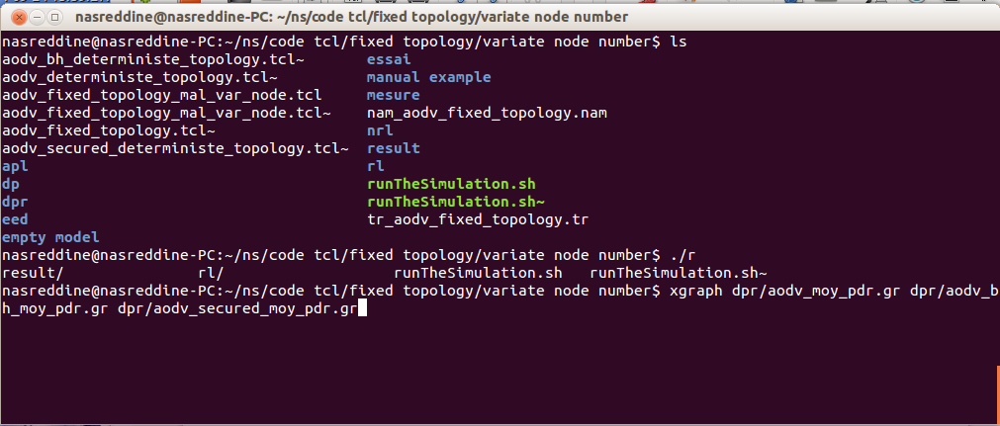 nasreddine@nasreddine-PC: ~/ns/code tcl/fixed topology/variate node number
nasreddine@nasreddine-PC:~/ns/code tcl/fixed topology/variate node number$ ls
aodv_bh_deterministe_topology.tcl~ essai
aodv_deterministe_topology.tcl~ manual example
aodv_fixed_topology_mal_var_node.tcl mesure
aodv_fixed_topology_mal_var_node.tcl~ nam_aodv_fixed_topology.nam
aodv_fixed_topology.tcl~ nrl
aodv_secured_deterministe_topology.tcl~ result
apl rl
dp runTheSimulation.sh
dpr runTheSimulation.sh~
eed tr_aodv_fixed_topology.tr
empty model
nasreddine@nasreddine-PC:~/ns/code tcl/fixed topology/variate node number$ ./r
result/ rl/ runTheSimulation.sh runTheSimulation.sh~
nasreddine@nasreddine-PC:~/ns/code tcl/fixed topology/variate node number$ xgraph dpr/aodv_moy_pdr.gr dpr/aodv_b
h_moy_pdr.gr dpr/aodv_secured_moy_pdr.gr